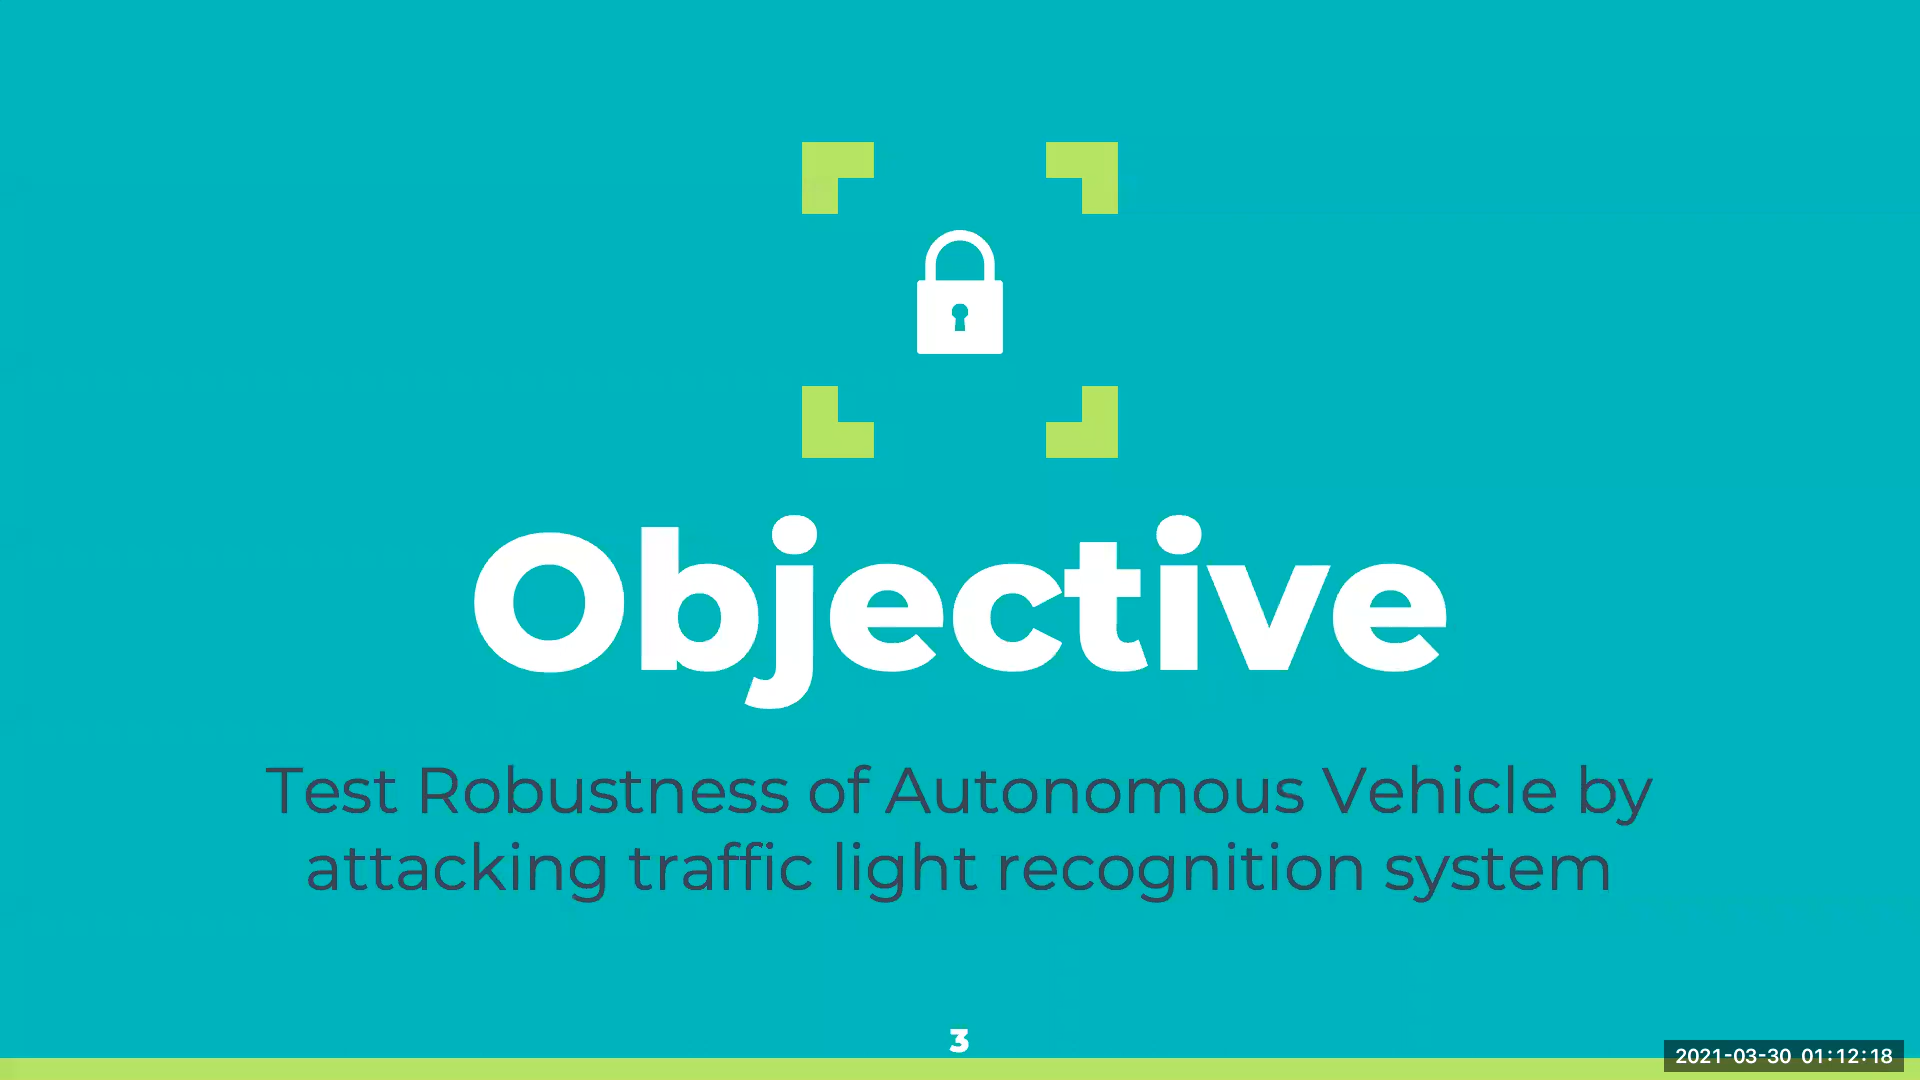 Objective
Test Robustness of Autonomous Vehicle by
attacking traffic light recognition system
3
2021-03-30 01:12:18